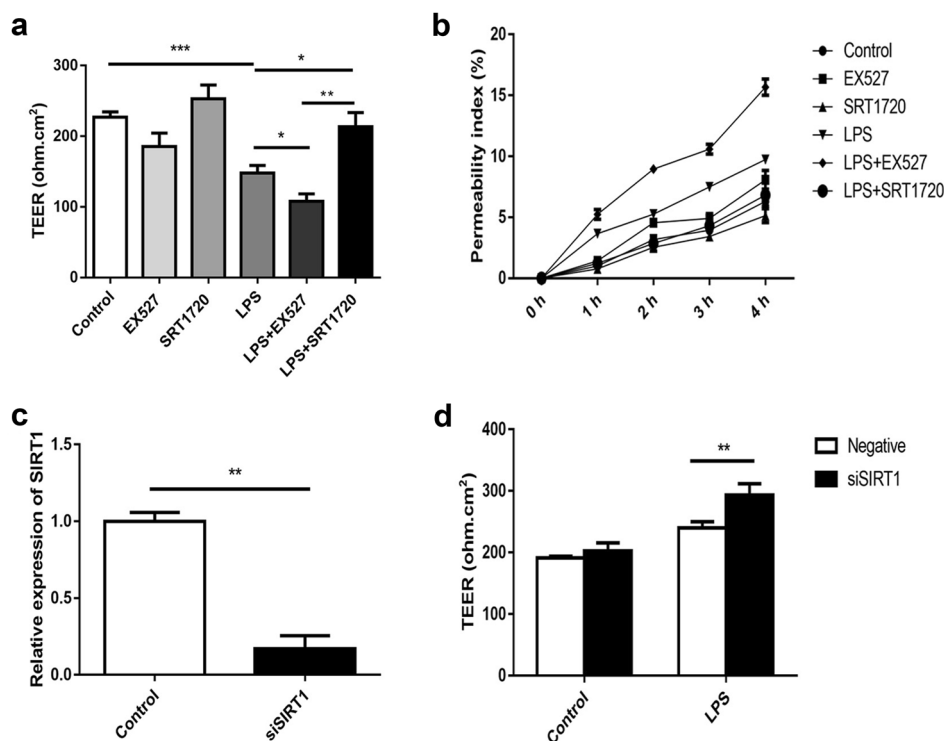 a
***
*
**
*
TEER (ohm.cm²)
300
200
100
0
Control
EX527
SRT1720
LPS
LPS+EX527
LPS+SRT1720
b
Permeability index (%)
20
15
10
5
0
0 h
1 h
2 h
3 h
4 h
Control
EX527
SRT1720
LPS
LPS+EX527
LPS+SRT1720
c
Relative expression of SIRT1
1.5
1.0
0.5
0.0
**
Control
siSIRT1
d
TEER (ohm.cm²)
400
300
200
100
0
**
Control
LPS
Negative
siSIRT1